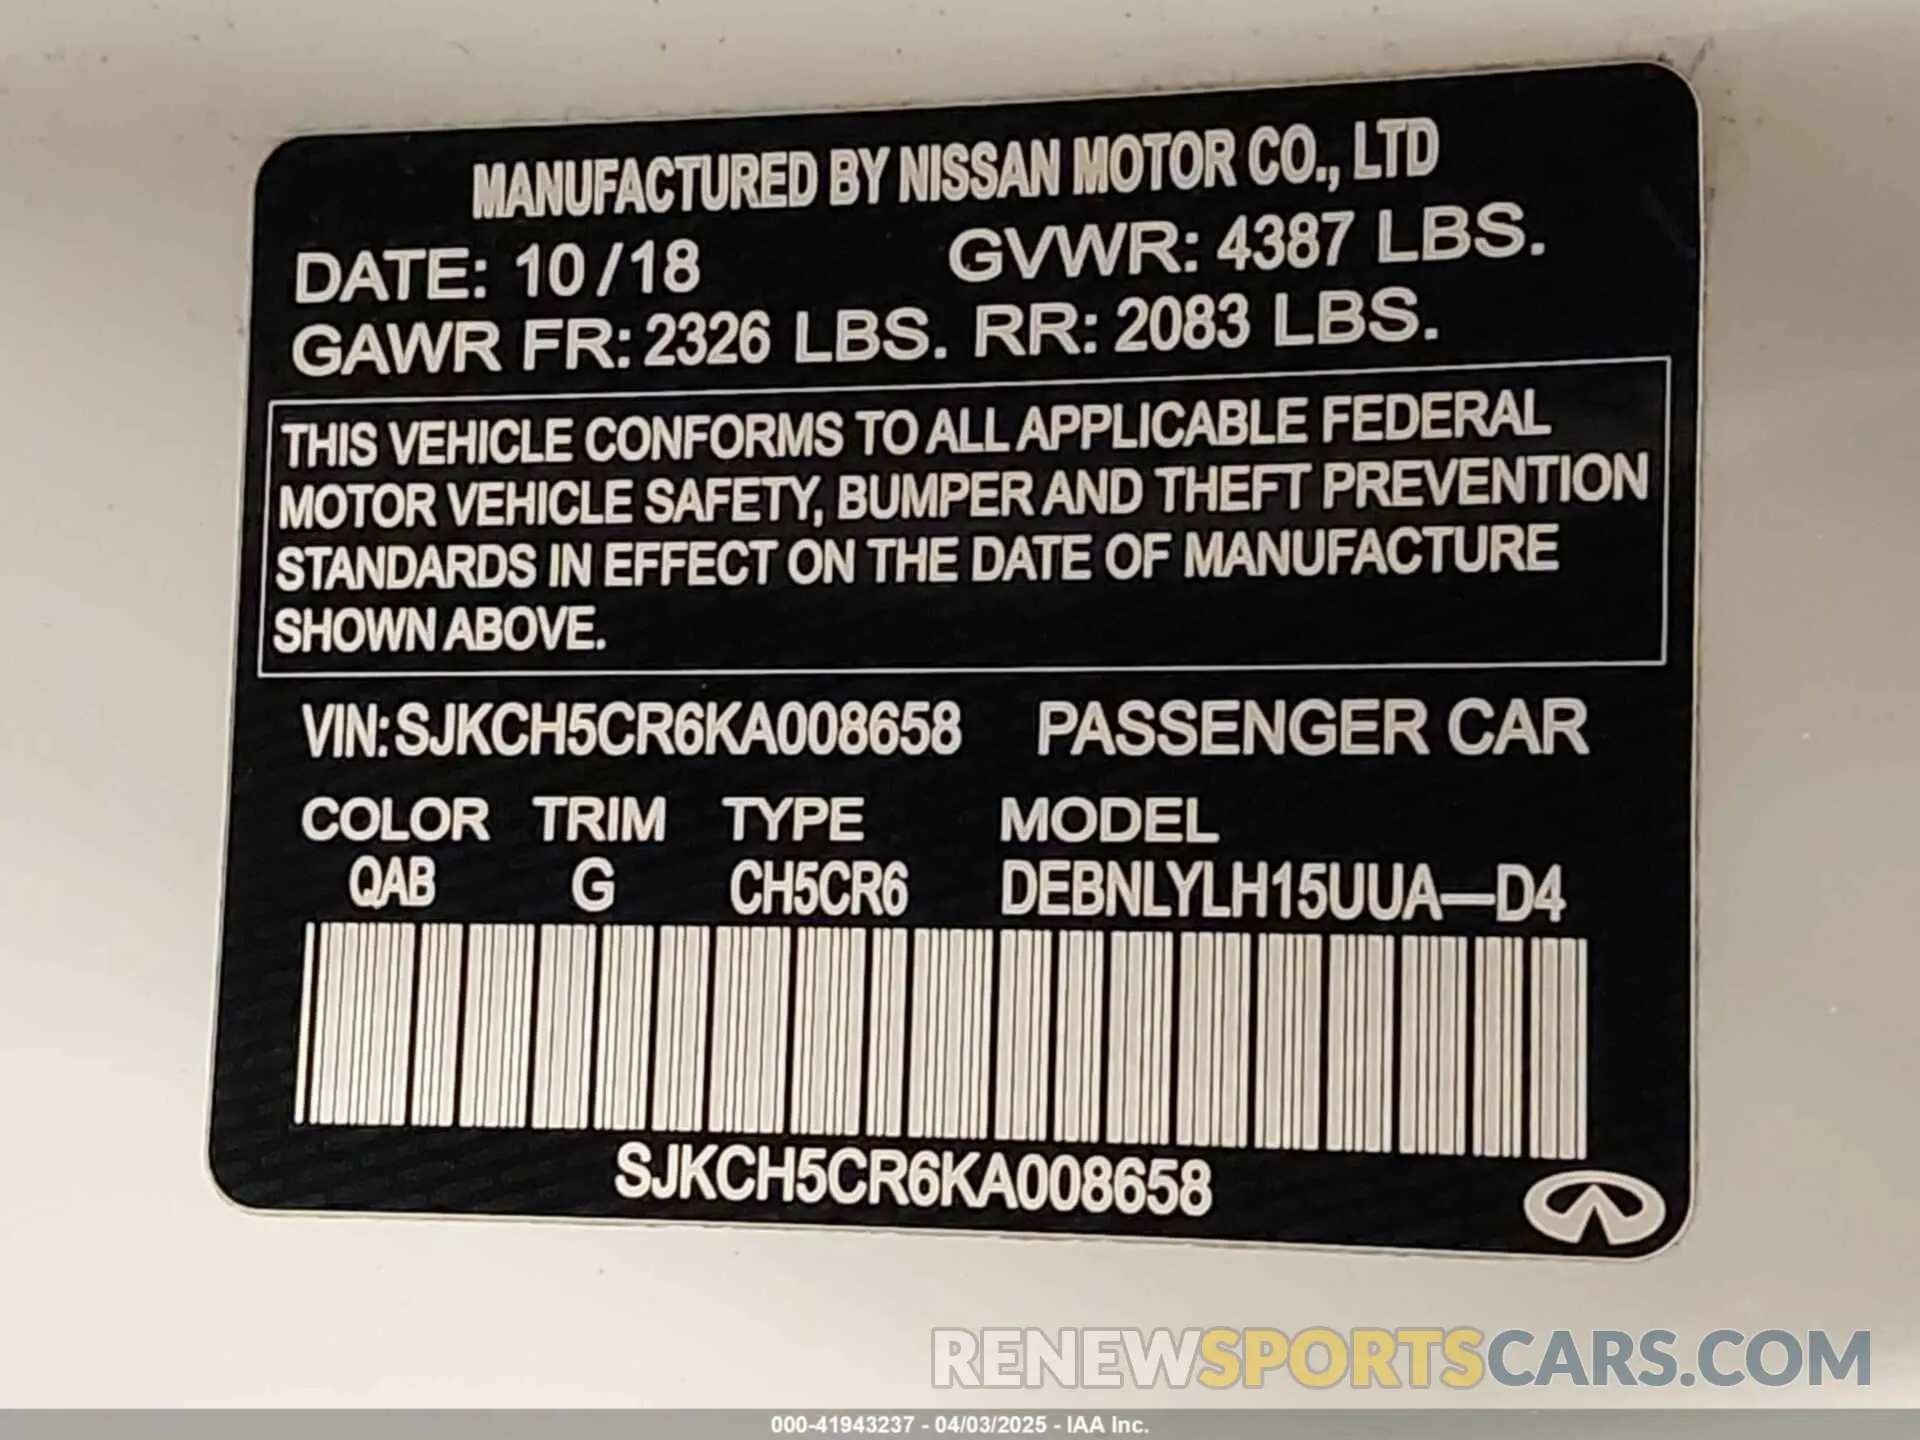 MANUFACTURED BY NISSAN MOTOR CO., LTD
DATE: 10/18 GVWR: 4387 LBS.
GAWR FR: 2326 LBS. RR: 2083 LBS.
THIS VEHICLE CONFORMS TO ALL APPLICABLE FEDERAL
MOTOR VEHICLE SAFETY, BUMPER AND THEFT PREVENTION
STANDARDS IN EFFECT ON THE DATE OF MANUFACTURE
SHOWN ABOVE.
VIN: SJKCH5CR6KA008658 PASSENGER CAR
COLOR TRIM TYPE MODEL
QAB G CH5CR6 DEBNLYLH15UUA-D4
SJKCH5CR6KA008658
RENEWSPORTSCARS.COM
000-41943237 - 04/03/2025 - IAA Inc.